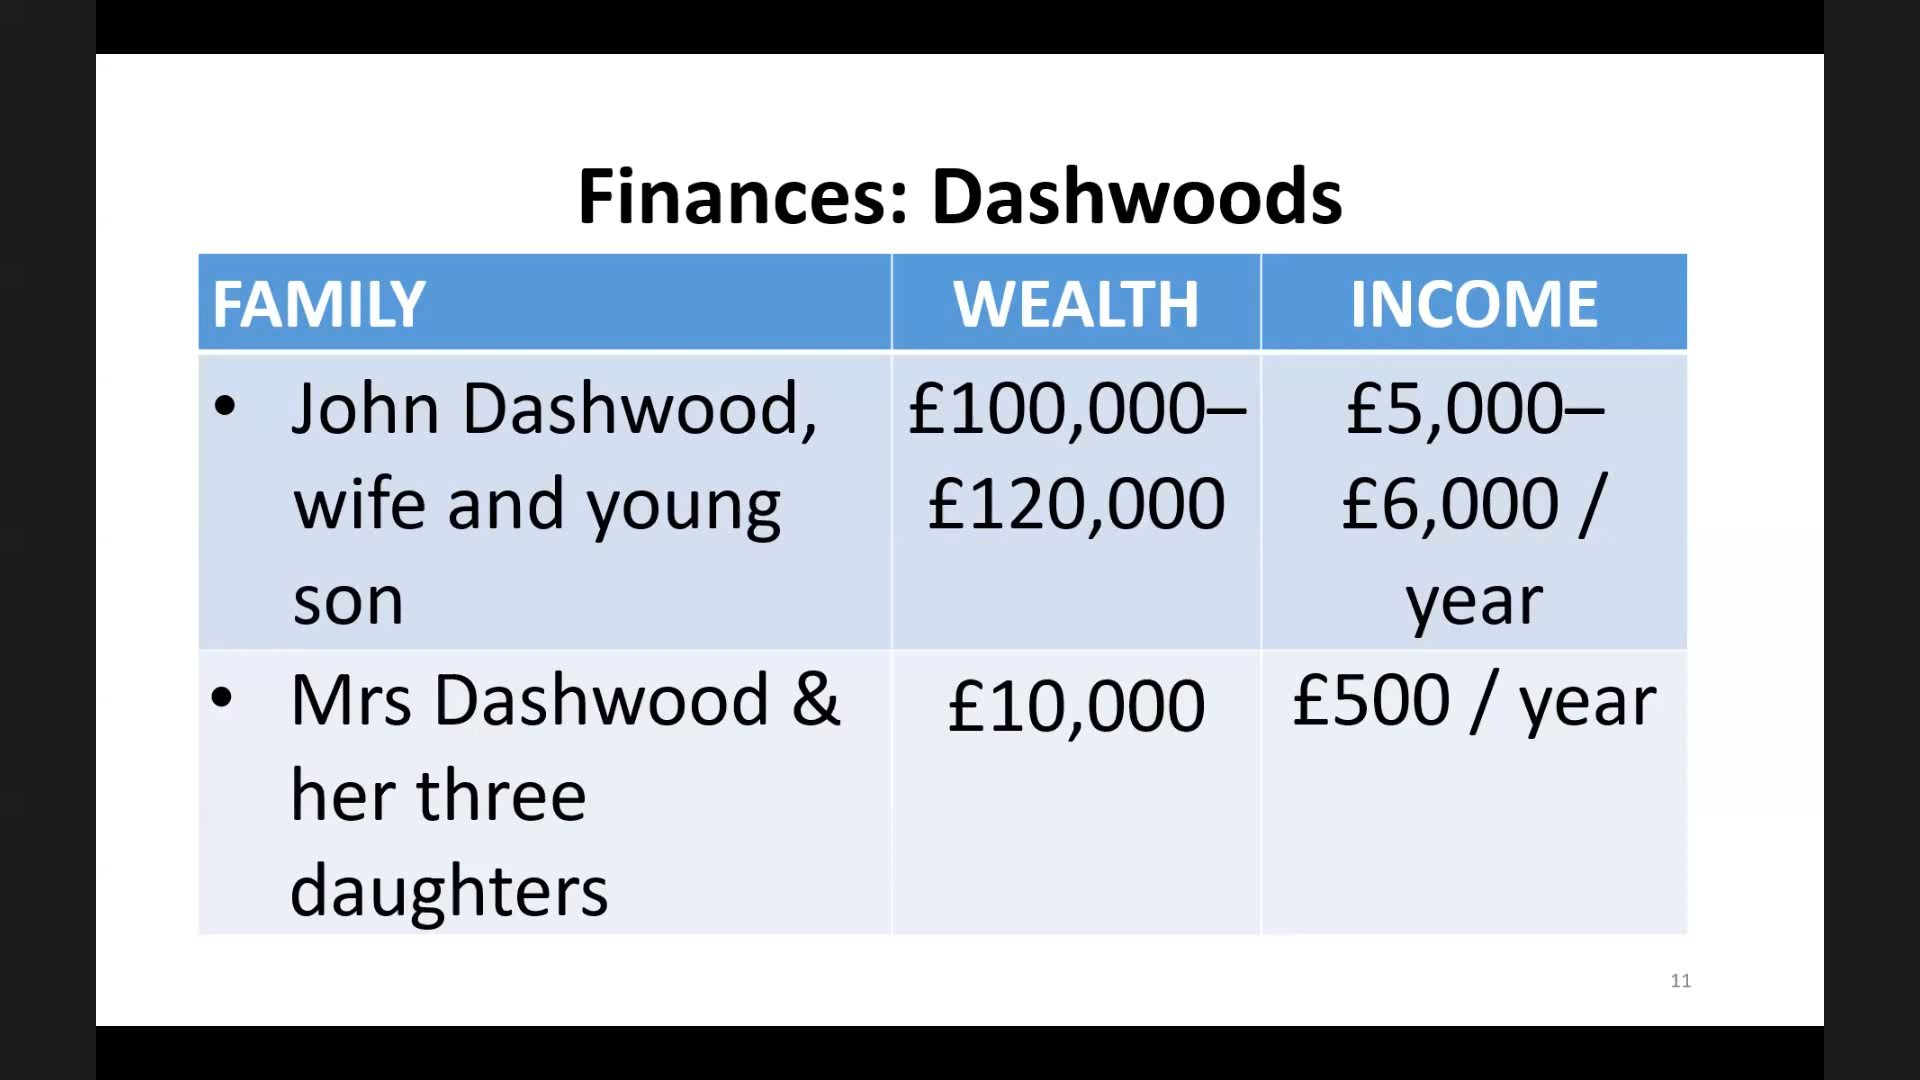 Finances: Dashwoods
FAMILY WEALTH INCOME
• John Dashwood, £100,000– £5,000–
wife and young £120,000 £6,000 /
son year
• Mrs Dashwood & £10,000 £500 / year
her three
daughters
11